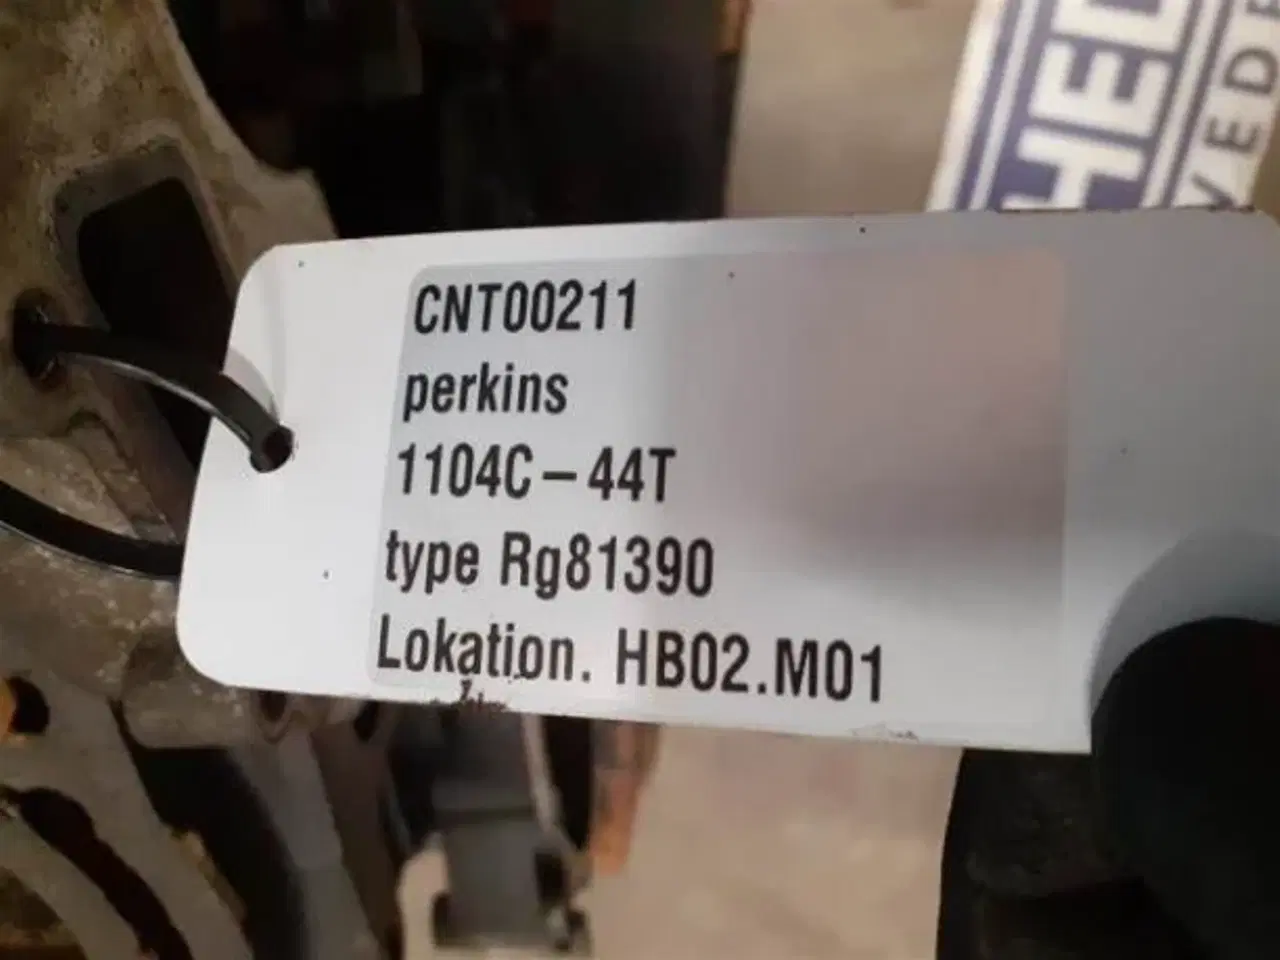 CNT00211
perkins
1104C-44T
type Rg81390
Lokation. HB02.M01